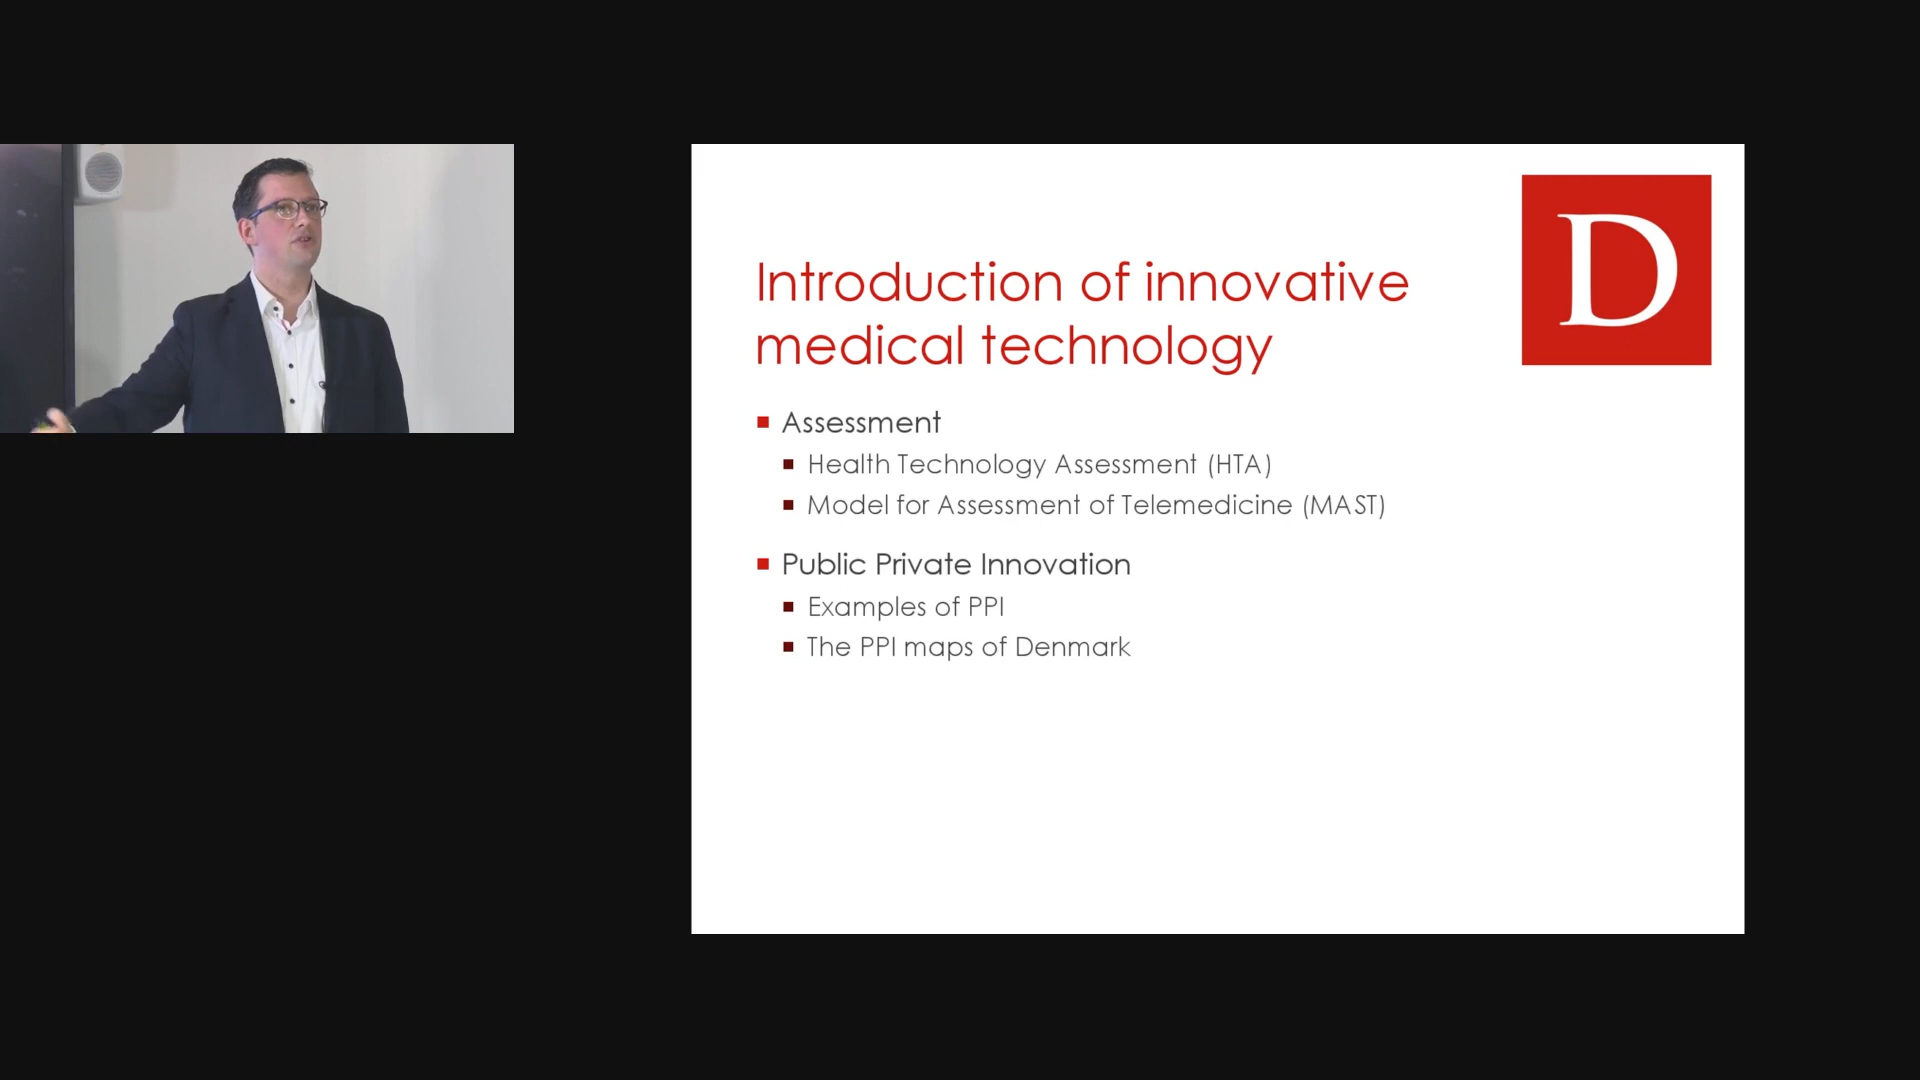 D
Introduction of innovative
medical technology
Assessment
Health Technology Assessment (HTA)
Model for Assessment of Telemedicine (MAST)
Public Private Innovation
Examples of PPI
The PPI maps of Denmark